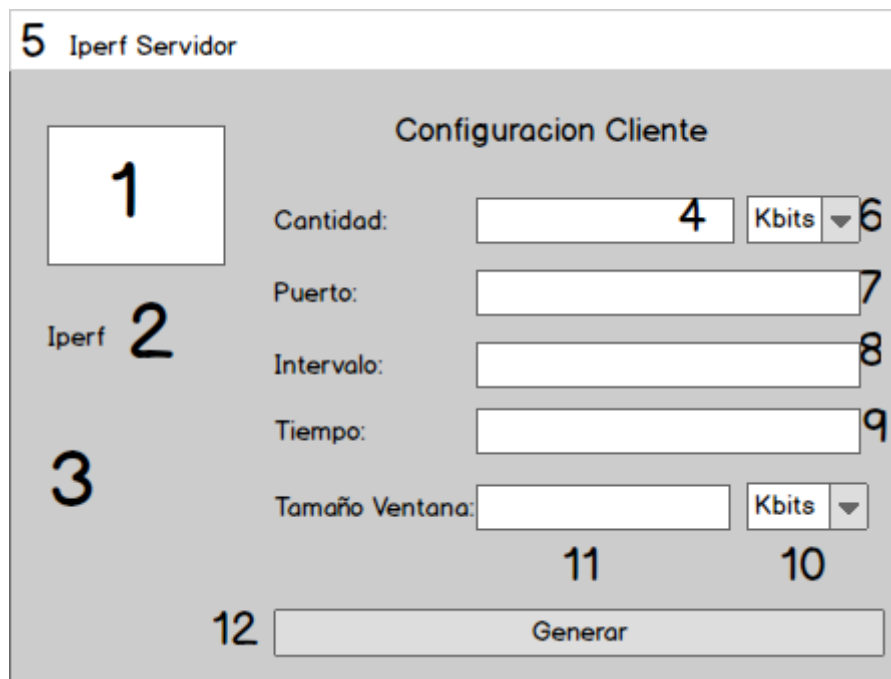 5 Iperf Servidor
Configuracion Cliente
1
Cantidad: 4 Kbits 6
Puerto: 7
Iperf 2
Intervalo: 8
Tiempo: 9
3
Tamaño Ventana: Kbits
11 10
12 Generar